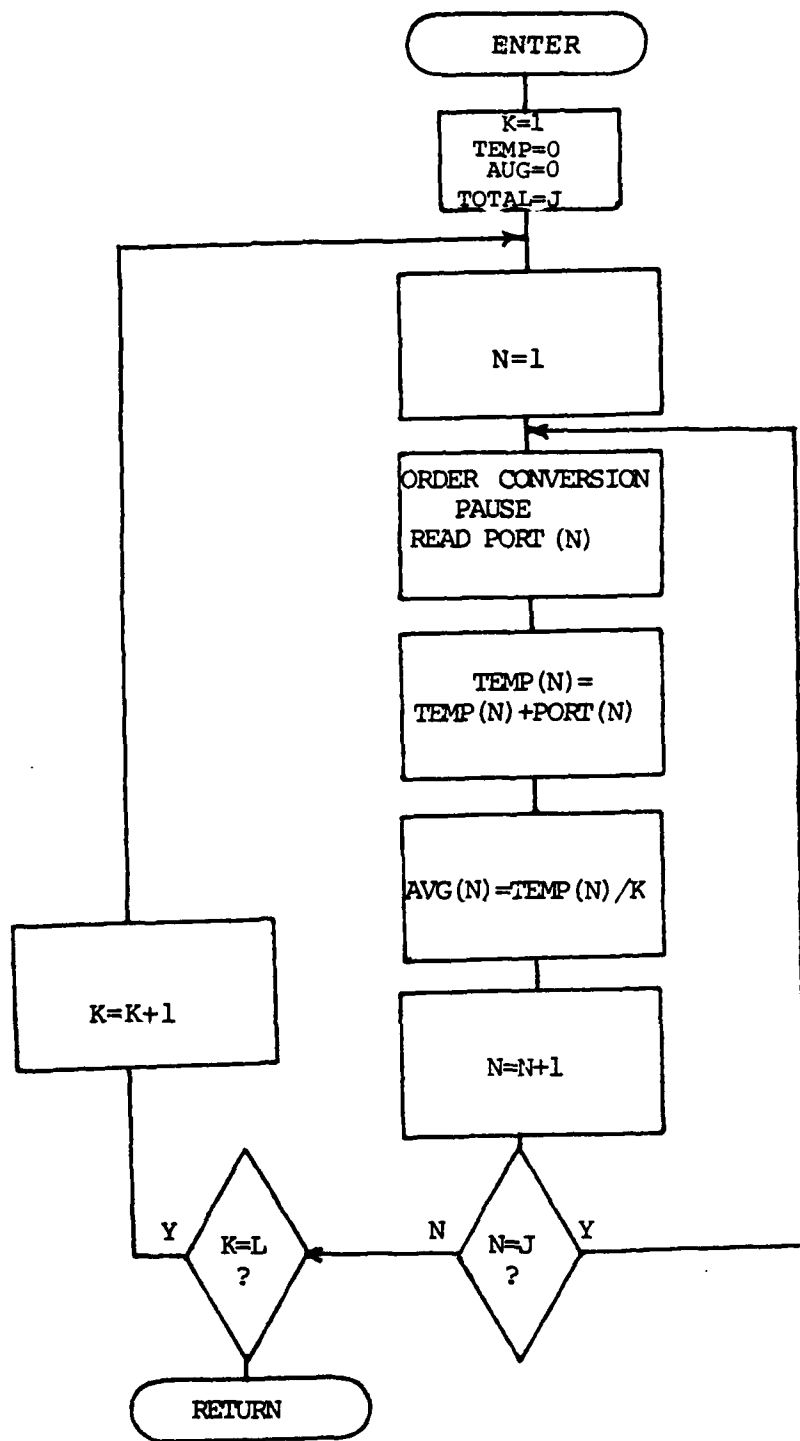 ENTER
K=1
TEMP=0
AUG=0
TOTAL=J
N=1
ORDER CONVERSION
PAUSE
READ PORT (N)
TEMP(N)=
TEMP(N)+PORT(N)
AVG(N)=TEMP(N)/K
N=N+1
N=J
?
Y
N
K=L
?
Y
K=K+1
RETURN